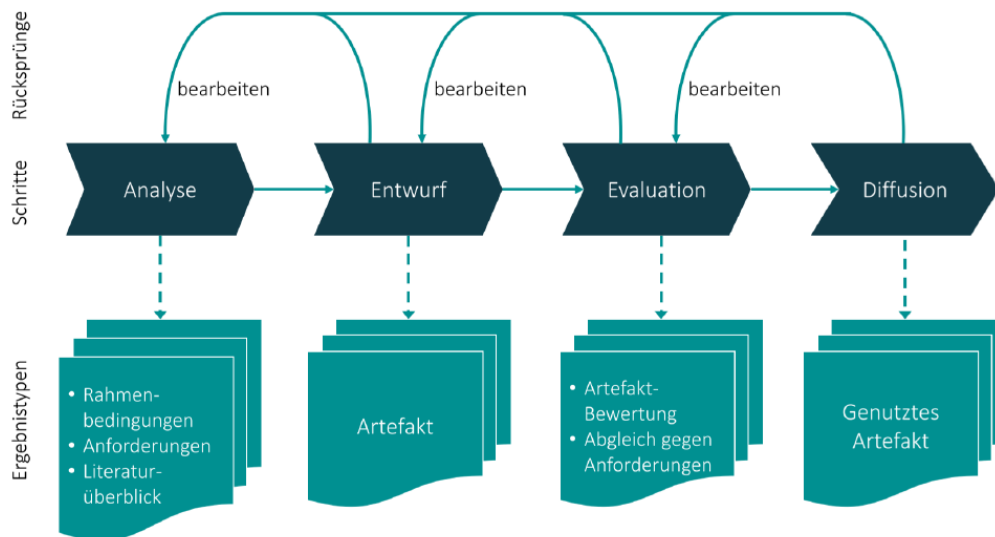 Rücksprünge
bearbeiten
bearbeiten
bearbeiten
Schritte
Analyse
Entwurf
Evaluation
Diffusion
Ergebnistypen
• Rahmen-
bedingungen
• Anforderungen
• Literatur-
überblick
Artefakt
• Artefakt-
Bewertung
• Abgleich gegen
Anforderungen
Genutztes
Artefakt